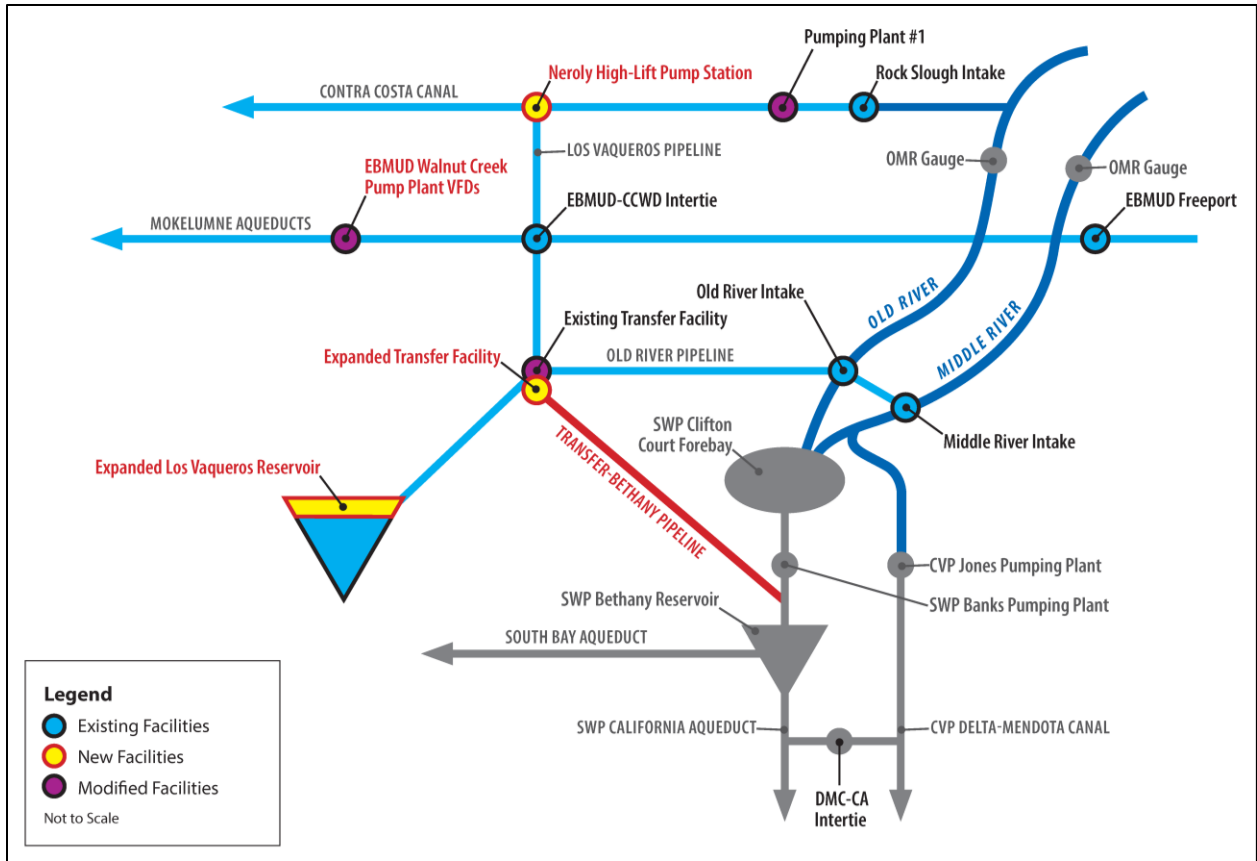 Pumping Plant #1
Neroly High-Lift Pump Station
Rock Slough Intake
CONTRA COSTA CANAL
LOS VAQUEROS PIPELINE
OMR Gauge
OMR Gauge
EBMUD Walnut Creek
Pump Plant VFDs
EBMUD-CCWD Intertie
EBMUD Freeport
MOKELUMNE AQUEDUCTS
Old River Intake
OLD RIVER
MIDDLE RIVER
Existing Transfer Facility
Expanded Transfer Facility
OLD RIVER PIPELINE
SWP Clifton
Court Forebay
Middle River Intake
Expanded Los Vaqueros Reservoir
TRANSFER-BETHANY PIPELINE
CVP Jones Pumping Plant
SWP Bethany Reservoir
SWP Banks Pumping Plant
SOUTH BAY AQUEDUCT
SWP CALIFORNIA AQUEDUCT
CVP DELTA-MENDOTA CANAL
DMC-CA
Intertie
Legend
Existing Facilities
New Facilities
Modified Facilities
Not to Scale